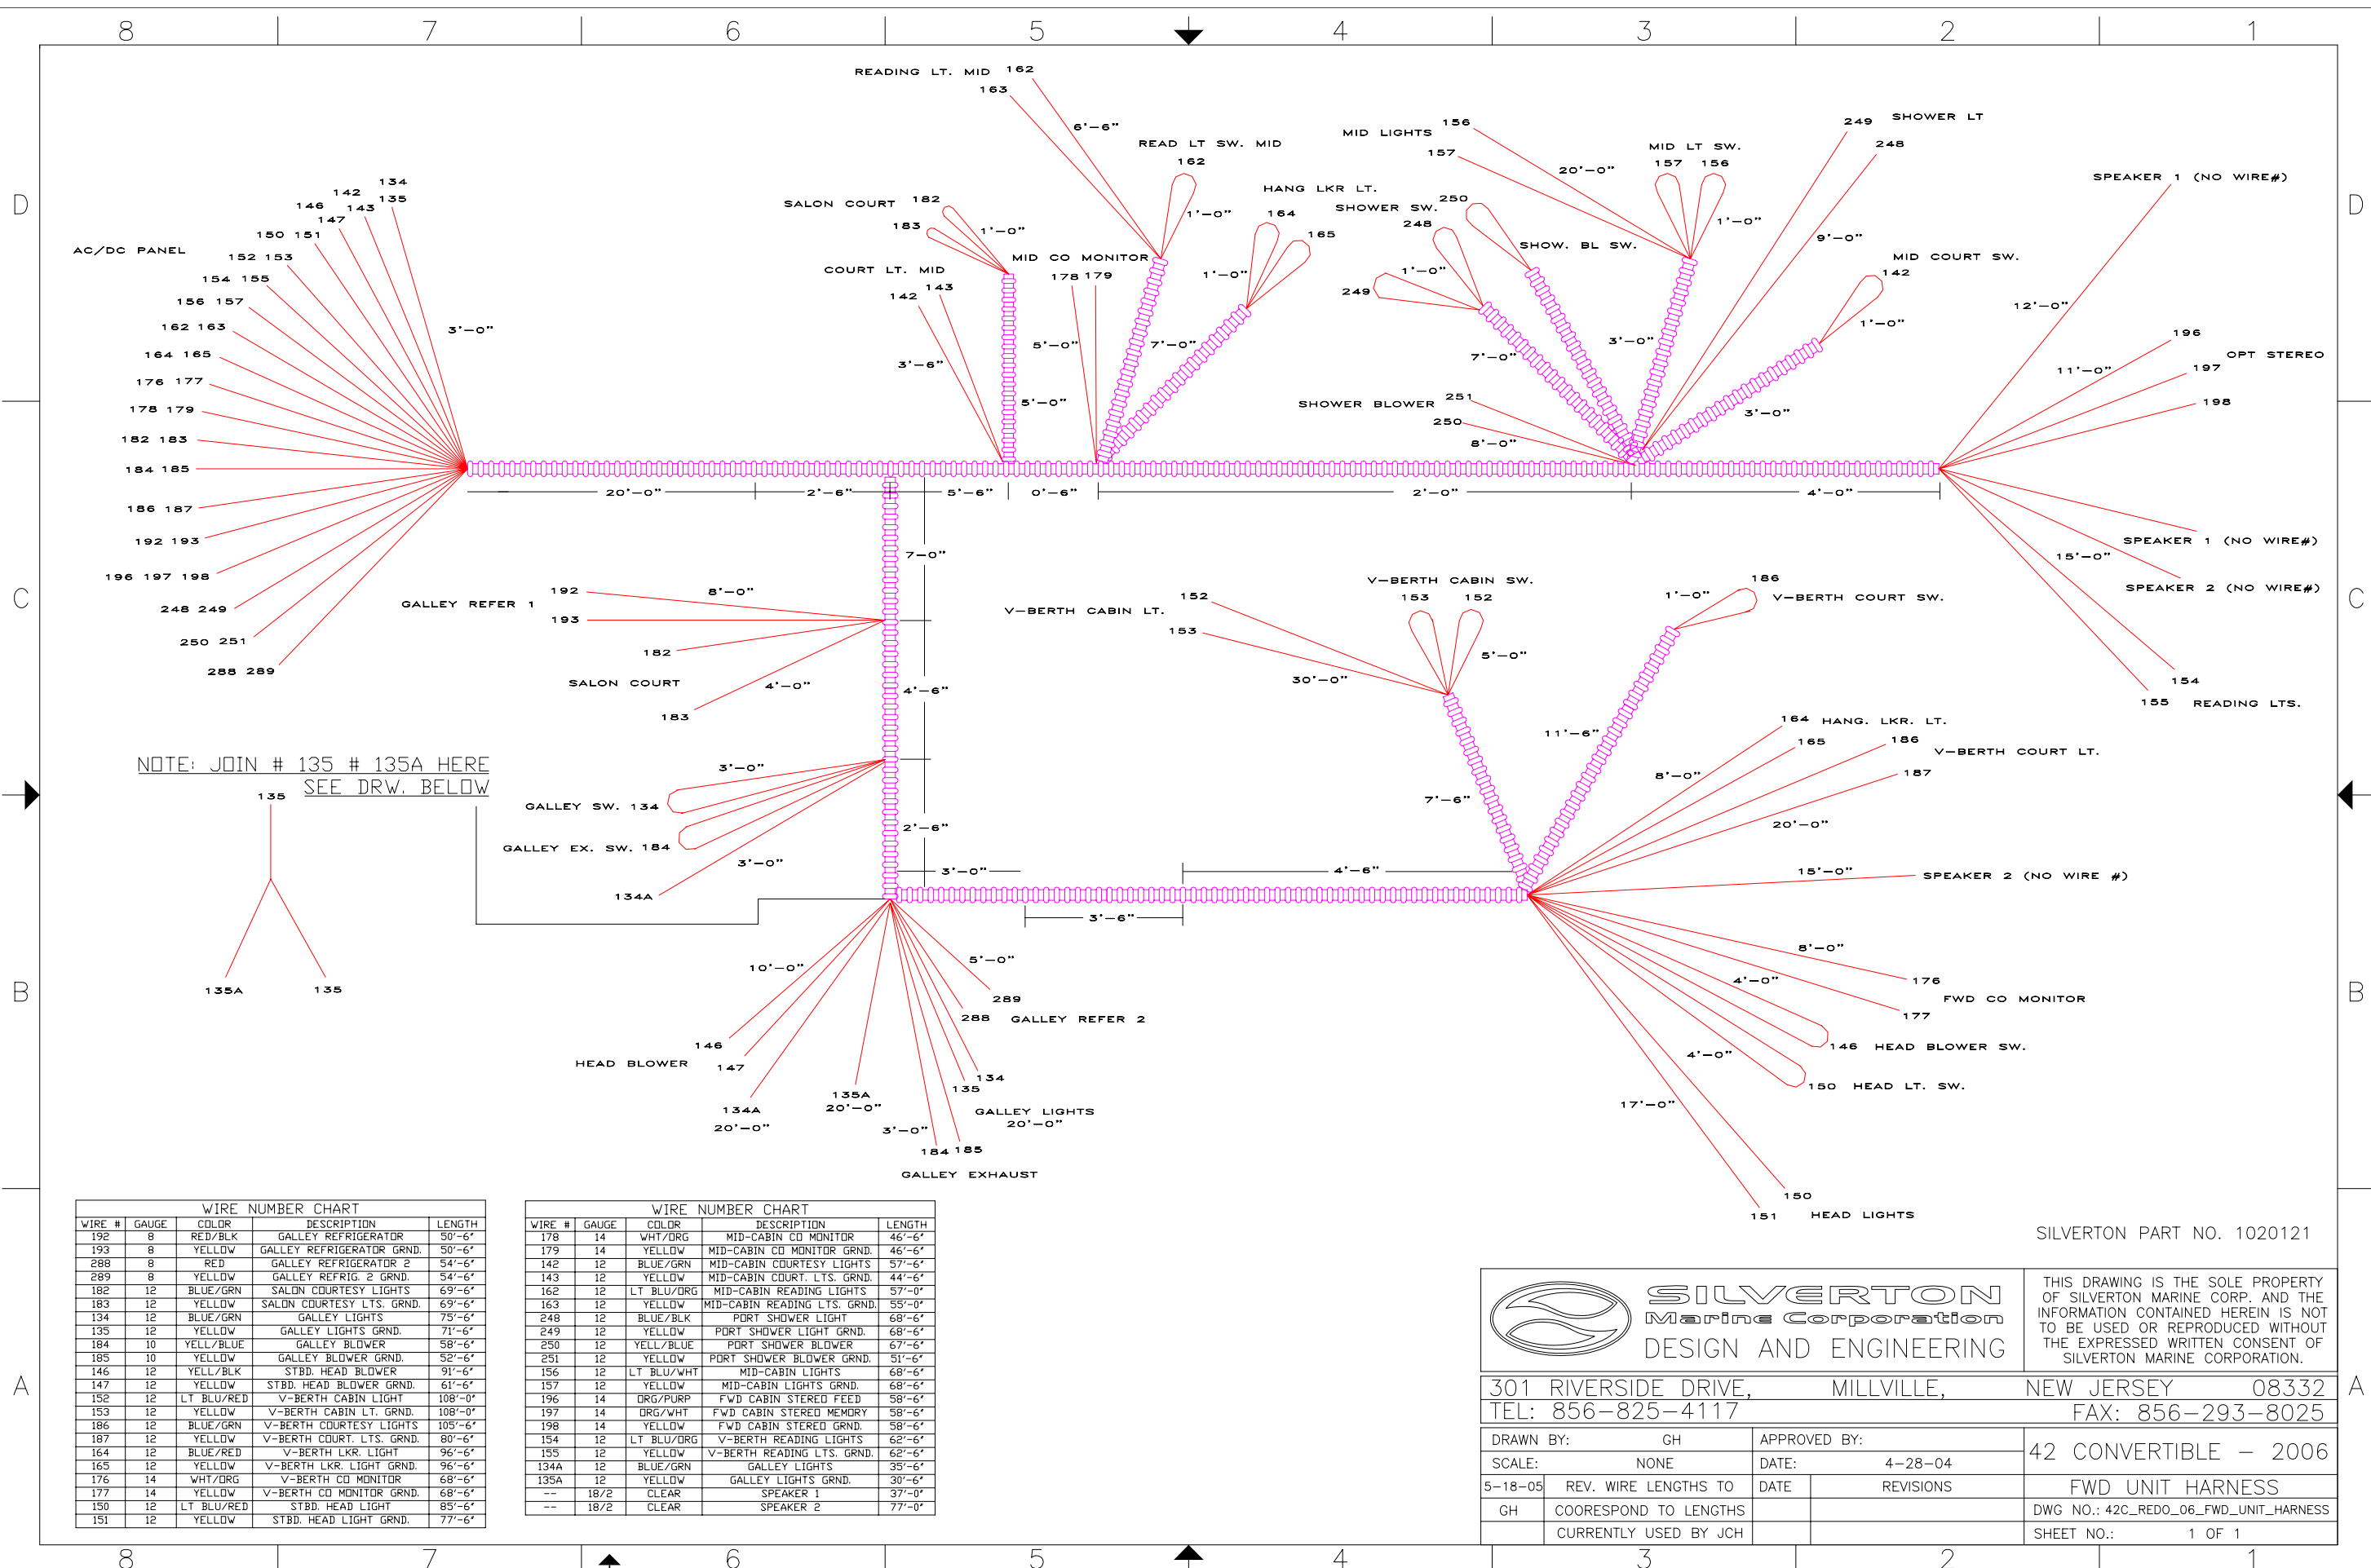 8 7 6 5 4 3 2 1
D
C
B
A
READING LT. MID 162
163
6'-6"
READ LT SW. MID
162
1'-0"
HANG LKR LT.
164
165
1'-0"
SALON COURT 182
183
1'-0"
COURT LT. MID
142 143
3'-6"
5'-0"
MID CO MONITOR
178 179
5'-0"
7'-0"
MID LIGHTS
156
157
20'-0"
MID LT SW.
157 156
1'-0"
249 SHOWER LT
248
9'-0"
SHOWER SW.
250
248
249
1'-0"
SHOW. BL SW.
7'-0"
3'-0"
MID COURT SW.
142
1'-0"
3'-0"
SHOWER BLOWER 251
250
8'-0"
SPEAKER 1 (NO WIRE#)
12'-0"
196
OPT STEREO
197
11'-0"
198
SPEAKER 1 (NO WIRE#)
15'-0"
SPEAKER 2 (NO WIRE#)
154
155 READING LTS.
AC/DC PANEL
134
135
142
143
146
147
150 151
152 153
154 155
156 157
162 163
164 165
176 177
178 179
182 183
184 185
186 187
192 193
196 197 198
248 249
250 251
288 289
3'-0"
20'-0" 2'-6" 5'-6" 0'-6" 2'-0" 4'-0"
7-0"
4'-6"
2'-6"
3'-0"
3'-6"
4'-6"
GALLEY REFER 1
192
193
8'-0"
182
SALON COURT
183
4'-0"
3'-0"
GALLEY SW. 134
GALLEY EX. SW. 184
3'-0"
134A
NOTE: JOIN # 135 # 135A HERE
SEE DRW. BELOW
135
135A 135
V-BERTH CABIN LT.
152
153
30'-0"
V-BERTH CABIN SW.
153 152
5'-0"
7'-6"
186
V-BERTH COURT SW.
1'-0"
11'-6"
164 HANG. LKR. LT.
165
8'-0"
186
V-BERTH COURT LT.
187
20'-0"
15'-0"
SPEAKER 2 (NO WIRE #)
8'-0"
176
FWD CO MONITOR
177
4'-0"
146 HEAD BLOWER SW.
4'-0"
150 HEAD LT. SW.
17'-0"
150
151 HEAD LIGHTS
10'-0"
146
HEAD BLOWER
147
134A
20'-0"
135A
20'-0"
5'-0"
289
288 GALLEY REFER 2
134
135
GALLEY LIGHTS
20'-0"
3'-0"
184 185
GALLEY EXHAUST
WIRE NUMBER CHART
WIRE # GAUGE COLOR DESCRIPTION LENGTH
192 8 RED/BLK GALLEY REFRIGERATOR 50'-6"
193 8 YELLOW GALLEY REFRIGERATOR GRND. 50'-6"
288 8 RED GALLEY REFRIGERATOR 2 54'-6"
289 8 YELLOW GALLEY REFRIG. 2 GRND. 54'-6"
182 12 BLUE/GRN SALON COURTESY LIGHTS 69'-6"
183 12 YELLOW SALON COURTESY LTS. GRND. 69'-6"
134 12 BLUE/GRN GALLEY LIGHTS 75'-6"
135 12 YELLOW GALLEY LIGHTS GRND. 71'-6"
184 10 YELL/BLUE GALLEY BLOWER 58'-6"
185 10 YELLOW GALLEY BLOWER GRND. 52'-6"
146 12 YELL/BLK STBD. HEAD BLOWER 91'-6"
147 12 YELLOW STBD. HEAD BLOWER GRND. 61'-6"
152 12 LT BLU/RED V-BERTH CABIN LIGHT 108'-0"
153 12 YELLOW V-BERTH CABIN LT. GRND. 108'-0"
186 12 BLUE/GRN V-BERTH COURTESY LIGHTS 105'-6"
187 12 YELLOW V-BERTH COURT. LTS. GRND. 80'-6"
164 12 BLUE/RED V-BERTH LKR. LIGHT 96'-6"
165 12 YELLOW V-BERTH LKR. LIGHT GRND. 96'-6"
176 14 WHT/ORG V-BERTH CO MONITOR 68'-6"
177 14 YELLOW V-BERTH CO MONITOR GRND. 68'-6"
150 12 LT BLU/RED STBD. HEAD LIGHT 85'-6"
151 12 YELLOW STBD. HEAD LIGHT GRND. 77'-6"
WIRE NUMBER CHART
WIRE # GAUGE COLOR DESCRIPTION LENGTH
178 14 WHT/ORG MID-CABIN CO MONITOR 46'-6"
179 14 YELLOW MID-CABIN CO MONITOR GRND. 46'-6"
142 12 BLUE/GRN MID-CABIN COURTESY LIGHTS 57'-6"
143 12 YELLOW MID-CABIN COURT. LTS. GRND. 44'-6"
162 12 LT BLU/ORG MID-CABIN READING LIGHTS 57'-0"
163 12 YELLOW MID-CABIN READING LTS. GRND. 55'-0"
248 12 BLUE/BLK PORT SHOWER LIGHT 68'-6"
249 12 YELLOW PORT SHOWER LIGHT GRND. 68'-6"
250 12 YELL/BLUE PORT SHOWER BLOWER 67'-6"
251 12 YELLOW PORT SHOWER BLOWER GRND. 51'-6"
156 12 LT BLU/WHT MID-CABIN LIGHTS 68'-6"
157 12 YELLOW MID-CABIN LIGHTS GRND. 68'-6"
196 14 ORG/PURP FWD CABIN STEREO FEED 58'-6"
197 14 ORG/WHT FWD CABIN STEREO MEMORY 58'-6"
198 14 YELLOW FWD CABIN STEREO GRND. 58'-6"
154 12 LT BLU/ORG V-BERTH READING LIGHTS 62'-6"
155 12 YELLOW V-BERTH READING LTS. GRND. 62'-6"
134A 12 BLUE/GRN GALLEY LIGHTS 35'-6"
135A 12 YELLOW GALLEY LIGHTS GRND. 30'-6"
-- 18/2 CLEAR SPEAKER 1 37'-0"
-- 18/2 CLEAR SPEAKER 2 77'-0"
SILVERTON PART NO. 1020121
SILVERTON
Marine Corporation
DESIGN AND ENGINEERING
THIS DRAWING IS THE SOLE PROPERTY
OF SILVERTON MARINE CORP. AND THE
INFORMATION CONTAINED HEREIN IS NOT
TO BE USED OR REPRODUCED WITHOUT
THE EXPRESSED WRITTEN CONSENT OF
SILVERTON MARINE CORPORATION.
301 RIVERSIDE DRIVE, MILLVILLE, NEW JERSEY 08332
TEL: 856-825-4117 FAX: 856-293-8025
DRAWN BY: GH APPROVED BY:
SCALE: NONE DATE: 4-28-04
42 CONVERTIBLE - 2006
5-18-05 REV. WIRE LENGTHS TO DATE REVISIONS
FWD UNIT HARNESS
GH COORESPOND TO LENGTHS
DWG NO.: 42C_REDO_06_FWD_UNIT_HARNESS
CURRENTLY USED BY JCH
SHEET NO.: 1 OF 1
D
C
B
A
8 7 6 5 4 3 2 1